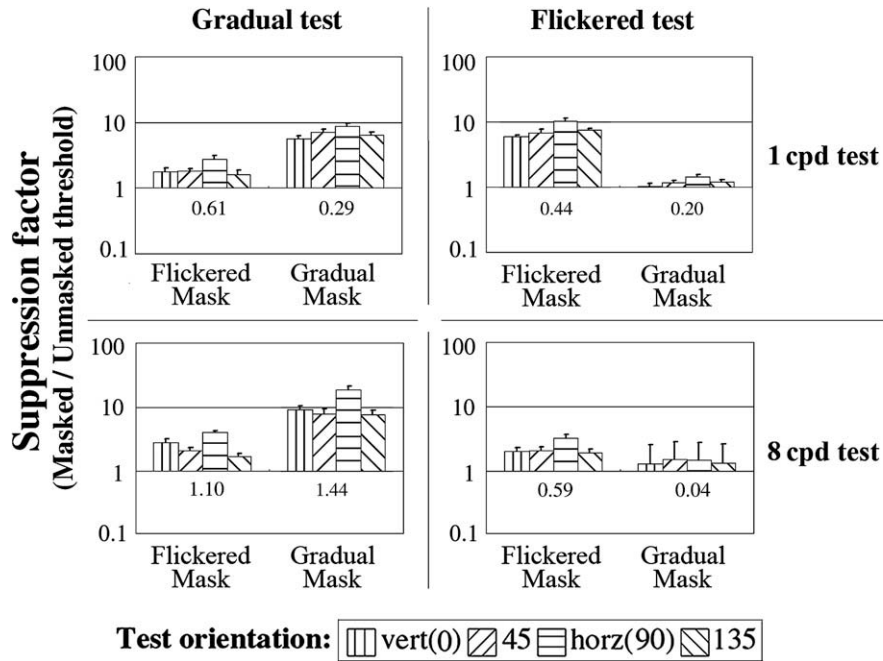 Gradual test
Flickered test
Suppression factor
(Masked / Unmasked threshold)
100
10
1
0.1
0.61
0.29
Flickered
Mask
Gradual
Mask
100
10
1
0.1
0.44
0.20
Flickered
Mask
Gradual
Mask
1 cpd test
100
10
1
0.1
1.10
1.44
Flickered
Mask
Gradual
Mask
100
10
1
0.1
0.59
0.04
Flickered
Mask
Gradual
Mask
8 cpd test
Test orientation: vert(0) 45 horz(90) 135